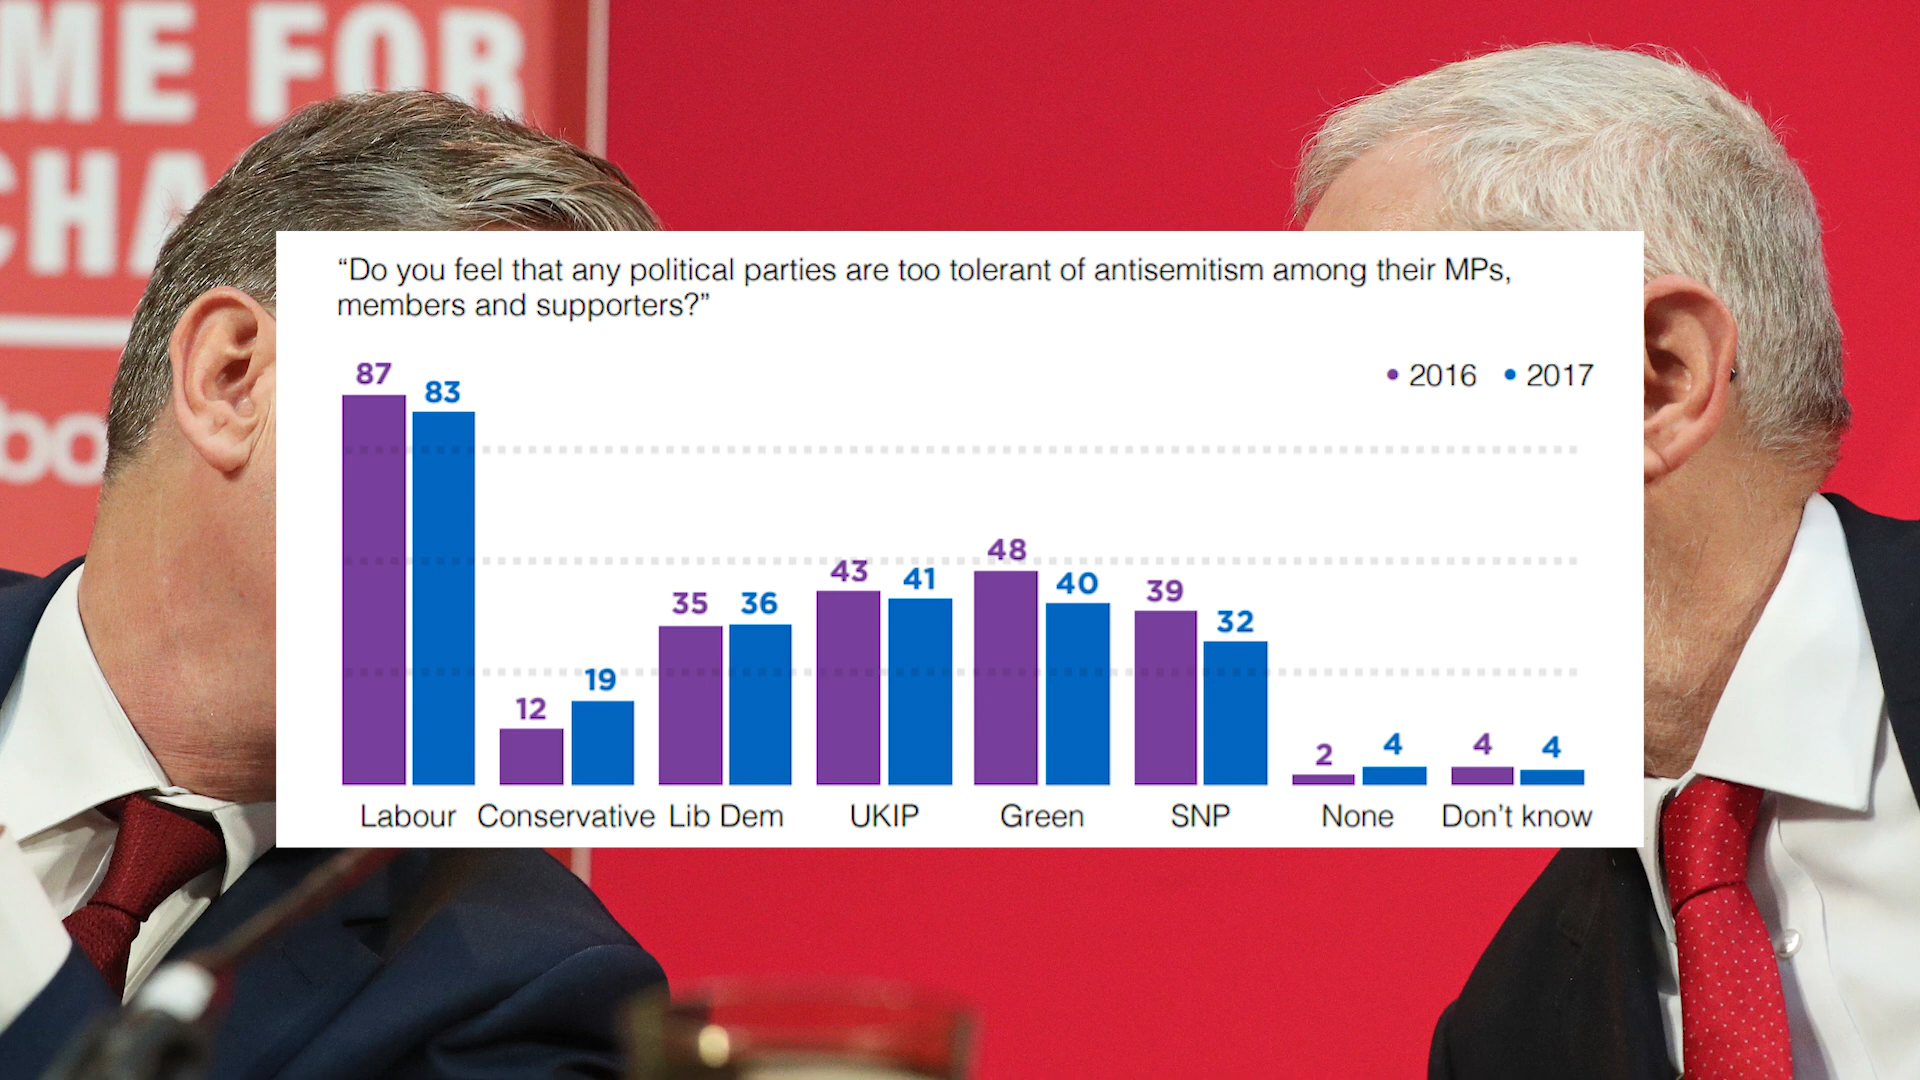 ME FOR
CHA
bo
“Do you feel that any political parties are too tolerant of antisemitism among their MPs,
members and supporters?”
• 2016 • 2017
87 83 12 19 35 36 43 41 48 40 39 32 2 4 4 4
Labour Conservative Lib Dem UKIP Green SNP None Don’t know